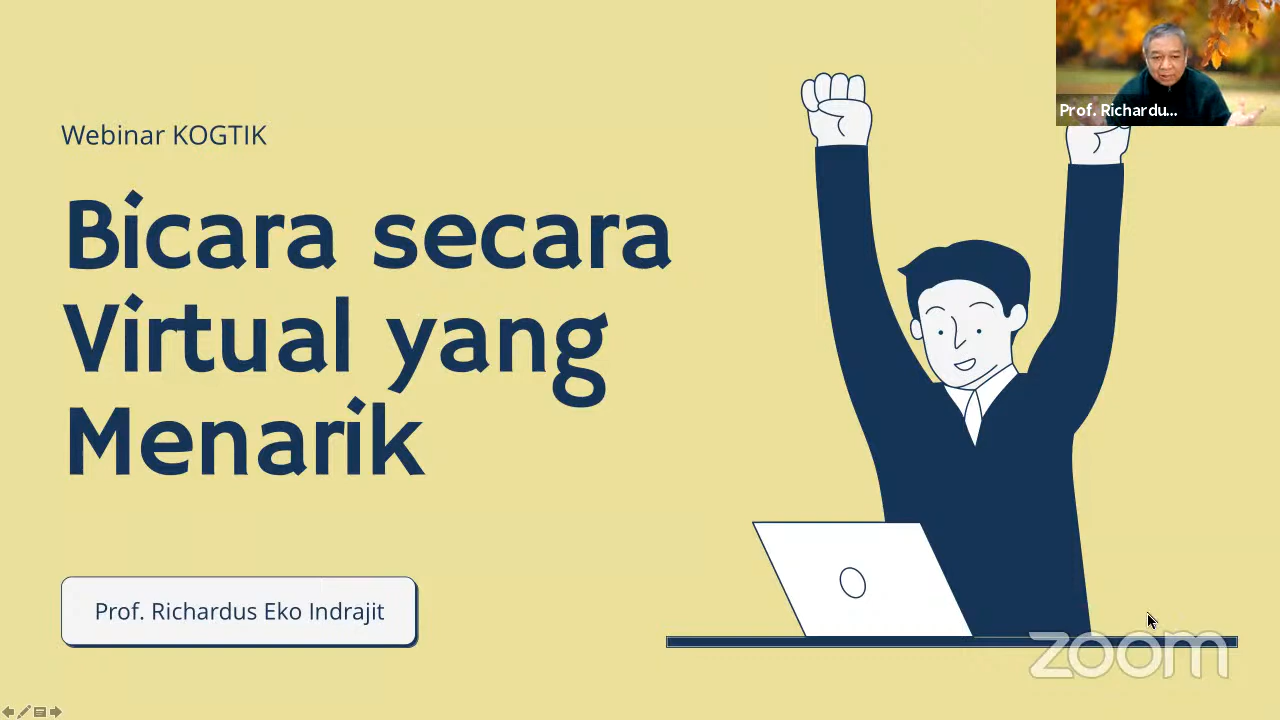 Webinar KOGTIK
Prof. Richardu...
Bicara secara
Virtual yang
Menarik
Prof. Richardus Eko Indrajit
zoom